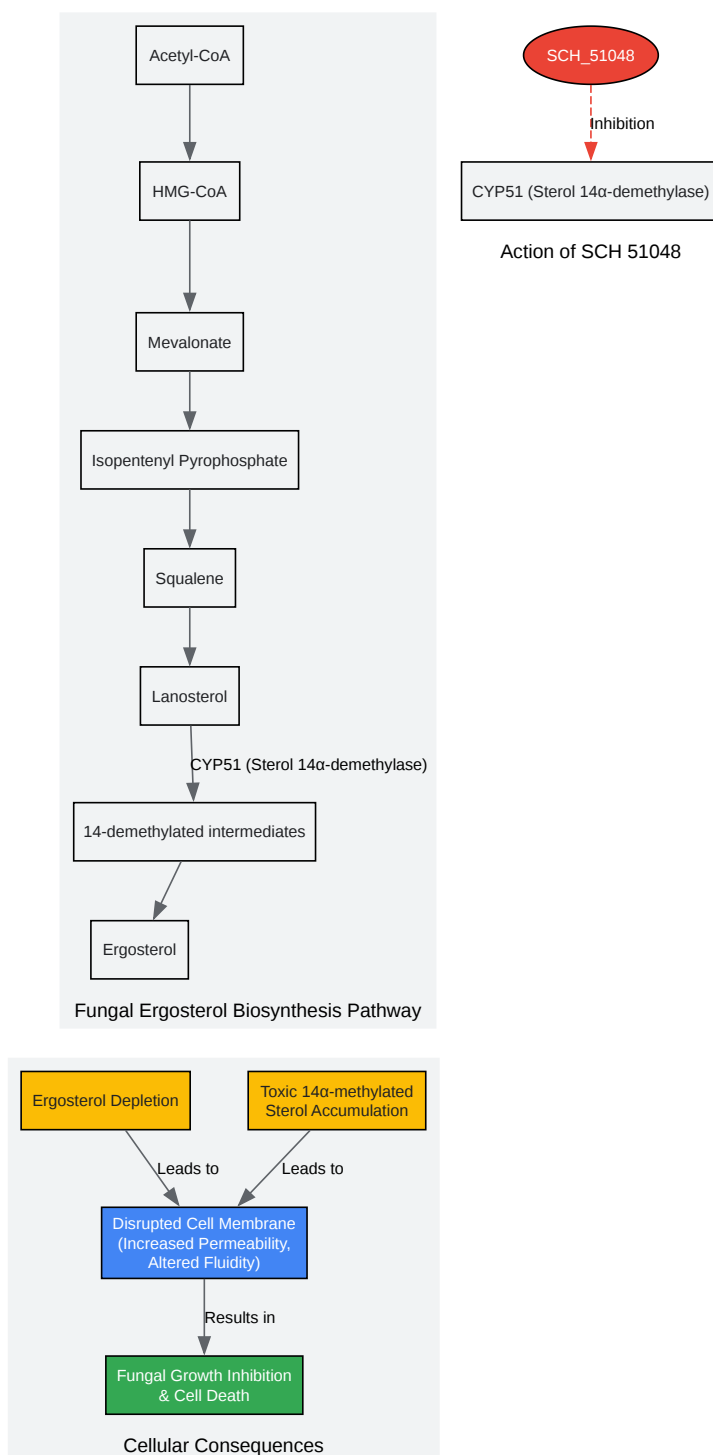 Acetyl-CoA
HMG-CoA
Mevalonate
Isopentenyl Pyrophosphate
Squalene
Lanosterol
CYP51 (Sterol 14α-demethylase)
14-demethylated intermediates
Ergosterol
Fungal Ergosterol Biosynthesis Pathway
SCH_51048
Inhibition
CYP51 (Sterol 14α-demethylase)
Action of SCH 51048
Ergosterol Depletion
Toxic 14α-methylated
Sterol Accumulation
Leads to
Leads to
Disrupted Cell Membrane
(Increased Permeability,
Altered Fluidity)
Results in
Fungal Growth Inhibition
& Cell Death
Cellular Consequences